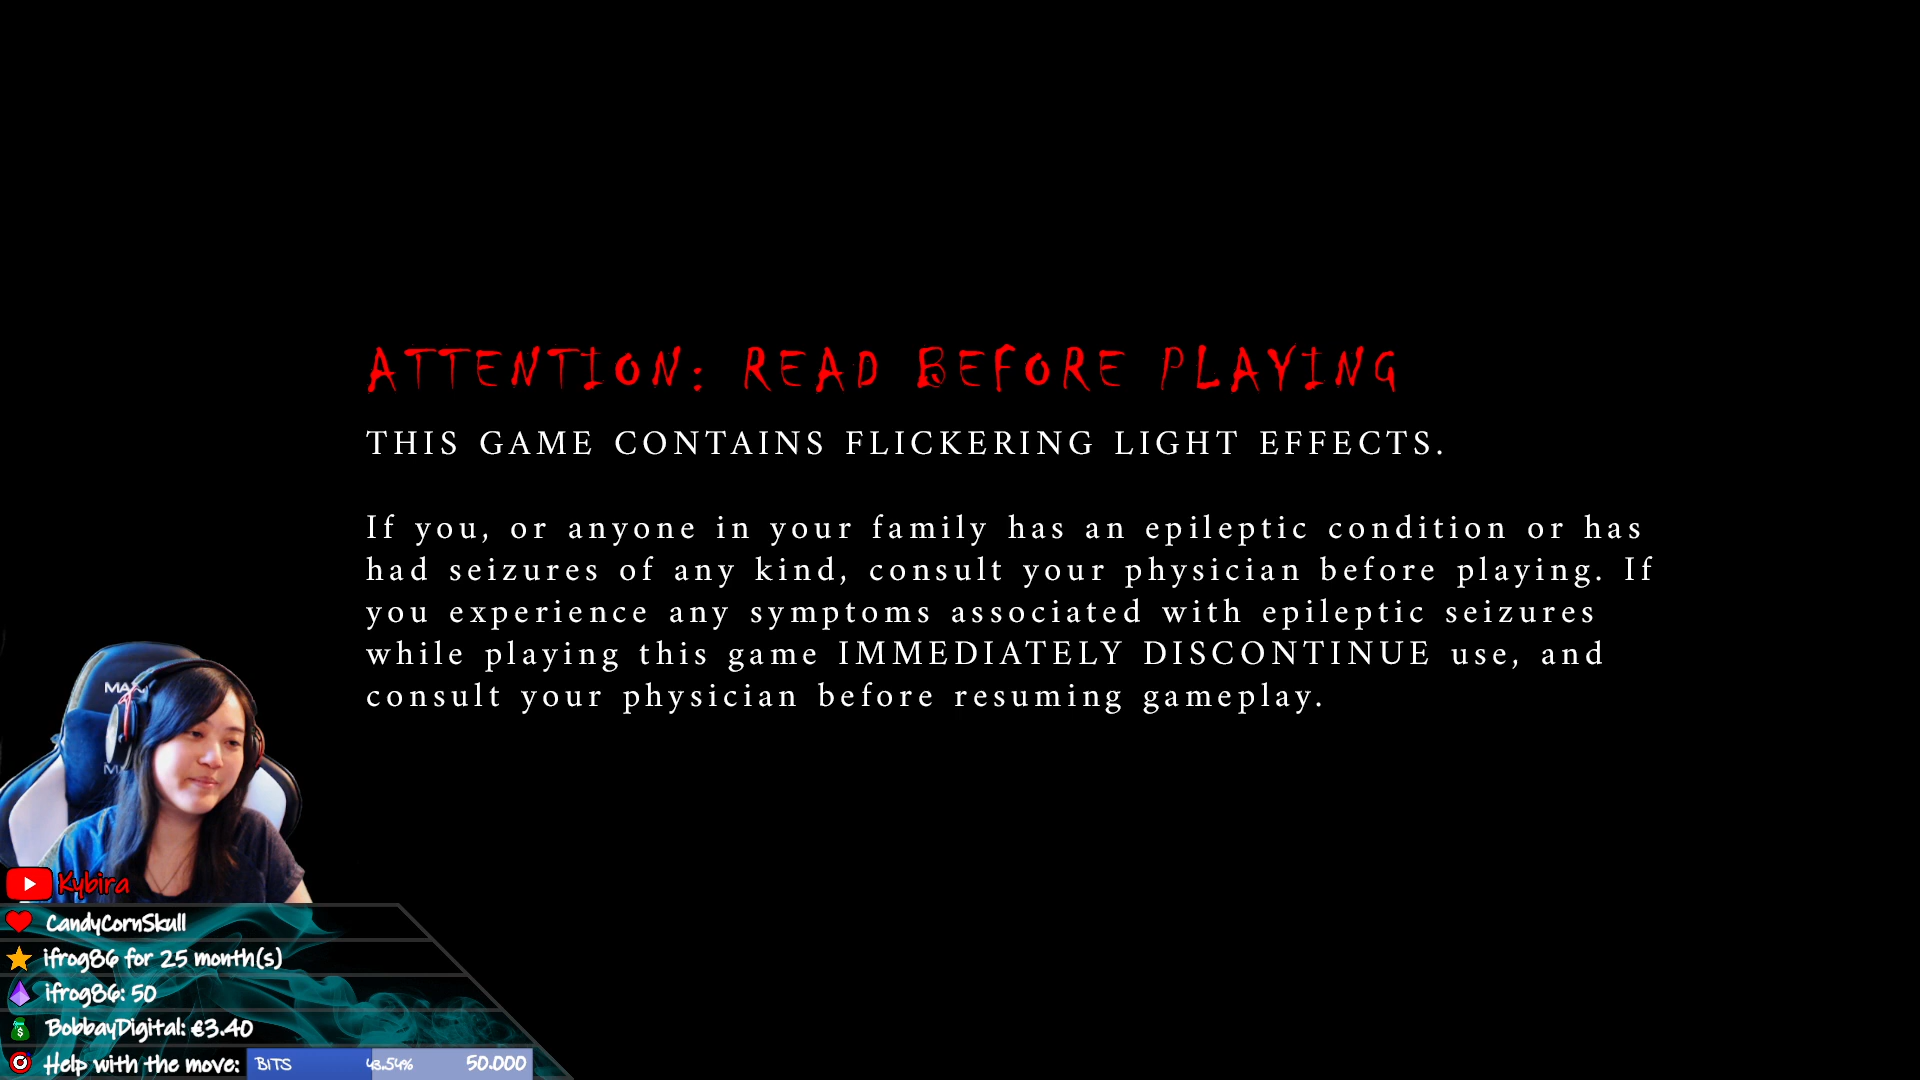 ATTENTION: READ BEFORE PLAYING
THIS GAME CONTAINS FLICKERING LIGHT EFFECTS.
If you, or anyone in your family has an epileptic condition or has
had seizures of any kind, consult your physician before playing. If
you experience any symptoms associated with epileptic seizures
while playing this game IMMEDIATELY DISCONTINUE use, and
consult your physician before resuming gameplay.
Kybira
CandyCornSkull
ifrog86 for 25 month(s)
ifrog86: 50
BobbayDigital: €3.40
Help with the move: BITS 43.54% 50.000